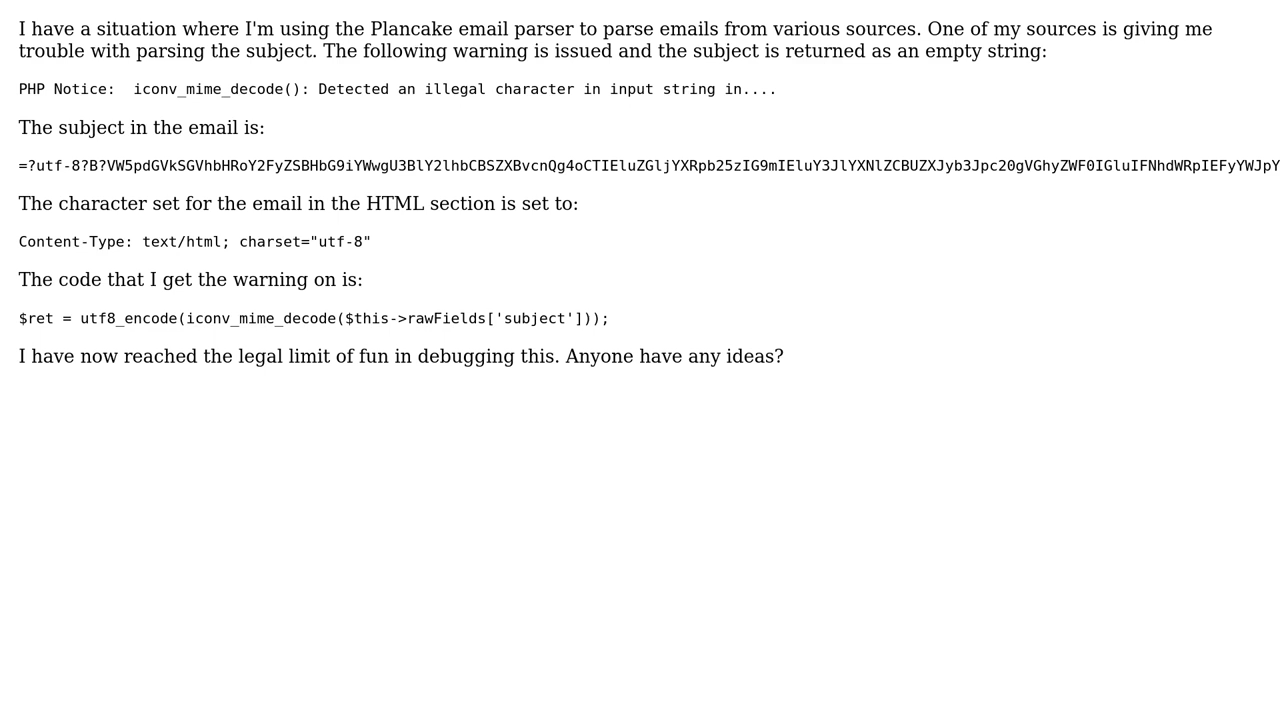 I have a situation where I'm using the Plancake email parser to parse emails from various sources. One of my sources is giving me
trouble with parsing the subject. The following warning is issued and the subject is returned as an empty string:
PHP Notice:  iconv_mime_decode(): Detected an illegal character in input string in....
The subject in the email is:
=?utf-8?B?VW5pdGVkSGVhbHRoY2FyZSBHbG9iYWwgU3BlY2lhbCBSZXBvcnQg4oCTIEluZGljYXRpb25zIG9mIEluY3JlYXNlZCBUZXJyb3Jpc20gVGhyZWF0IGluIFNhdWRpIEFyYWJpY
The character set for the email in the HTML section is set to:
Content-Type: text/html; charset="utf-8"
The code that I get the warning on is:
$ret = utf8_encode(iconv_mime_decode($this->rawFields['subject']));
I have now reached the legal limit of fun in debugging this. Anyone have any ideas?